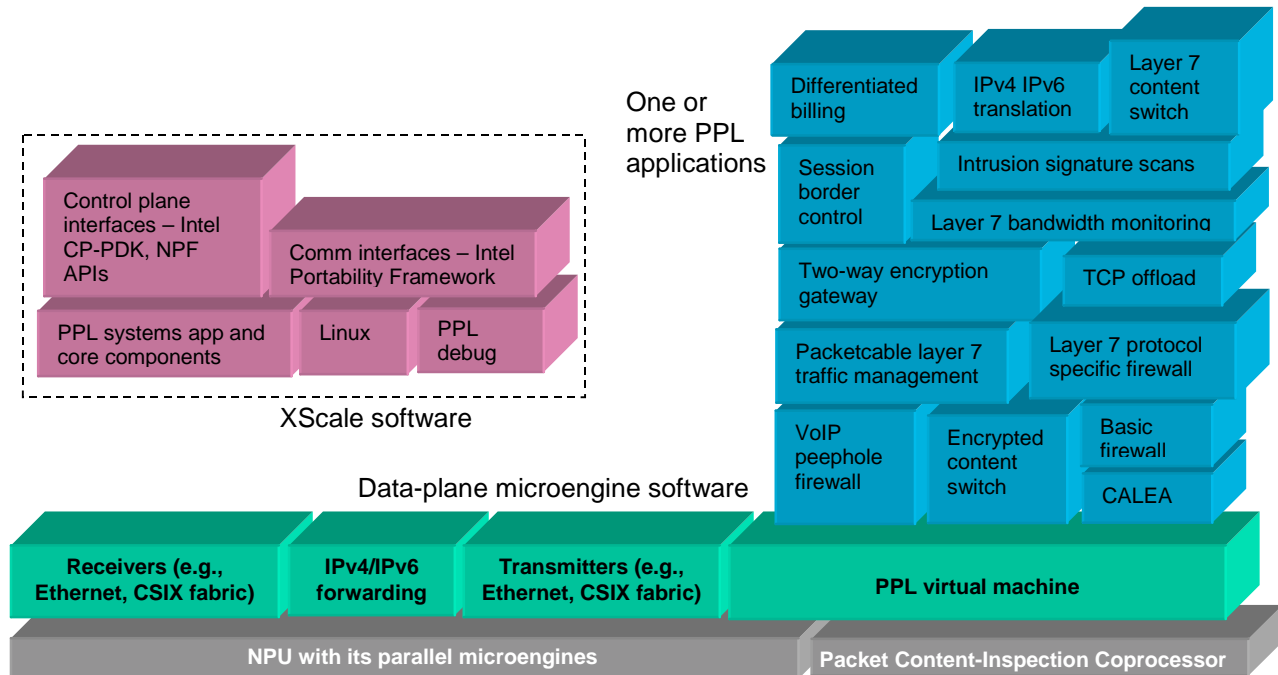 One or
more PPL
applications
Differentiated
billing
IPv4 IPv6
translation
Layer 7
content
switch
Session
border
control
Intrusion signature scans
Layer 7 bandwidth monitoring
Two-way encryption
gateway
TCP offload
Packetcable layer 7
traffic management
Layer 7 protocol
specific firewall
VoIP
peephole
firewall
Encrypted
content
switch
Basic
firewall
CALEA
Control plane
interfaces – Intel
CP-PDK, NPF
APIs
Comm interfaces – Intel
Portability Framework
PPL systems app and
core components
Linux
PPL
debug
XScale software
Data-plane microengine software
Receivers (e.g.,
Ethernet, CSIX fabric)
IPv4/IPv6
forwarding
Transmitters (e.g.,
Ethernet, CSIX fabric)
PPL virtual machine
NPU with its parallel microengines
Packet Content-Inspection Coprocessor